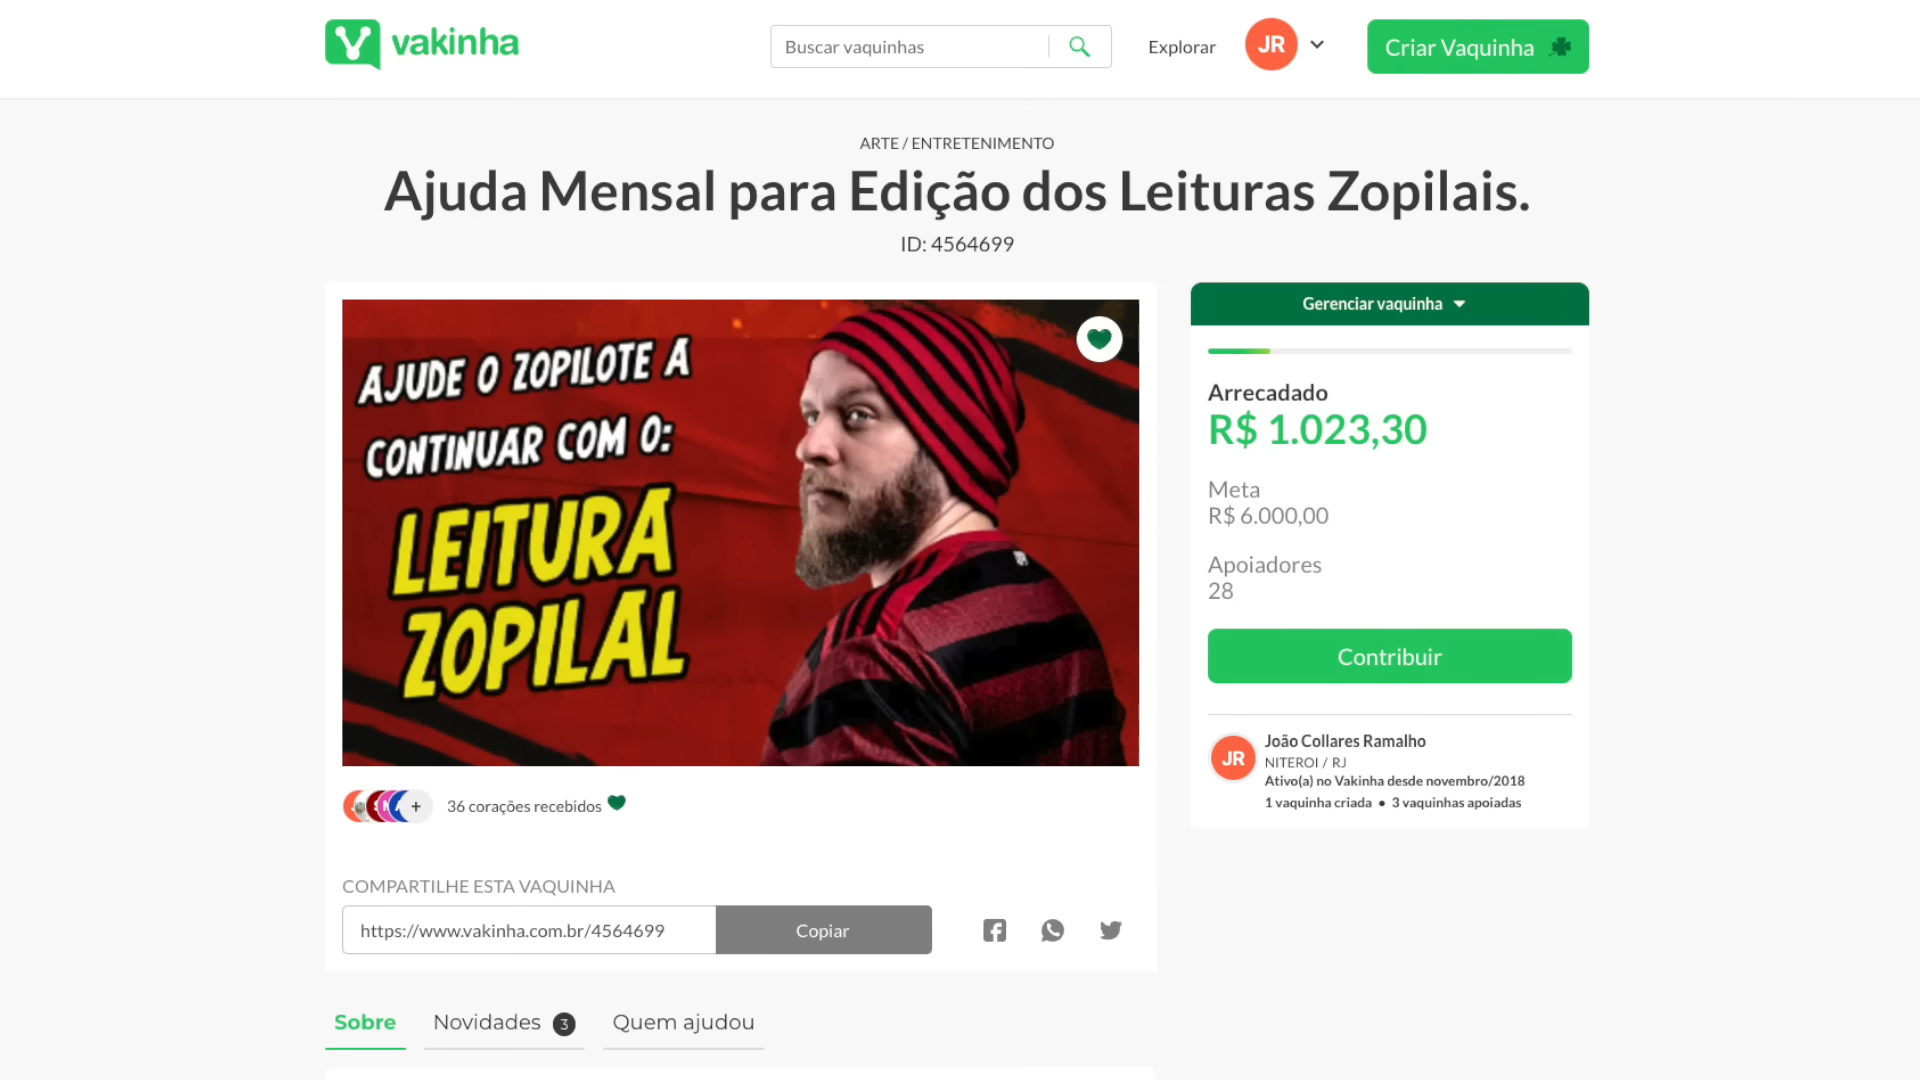 vakinha
Buscar vaquinhas
Explorar
JR
Criar Vaquinha
ARTE / ENTRETENIMENTO
Ajuda Mensal para Edição dos Leituras Zopilais.
ID: 4564699
AJUDE O ZOPILOTE A
CONTINUAR COM O:
LEITURA
ZOPILAL
Gerenciar vaquinha
Arrecadado
R$ 1.023,30
Meta
R$ 6.000,00
Apoiadores
28
Contribuir
JR
João Collares Ramalho
NITEROI / RJ
Ativo(a) no Vakinha desde novembro/2018
1 vaquinha criada • 3 vaquinhas apoiadas
+
36 corações recebidos
COMPARTILHE ESTA VAQUINHA
https://www.vakinha.com.br/4564699
Copiar
Sobre
Novidades 3
Quem ajudou